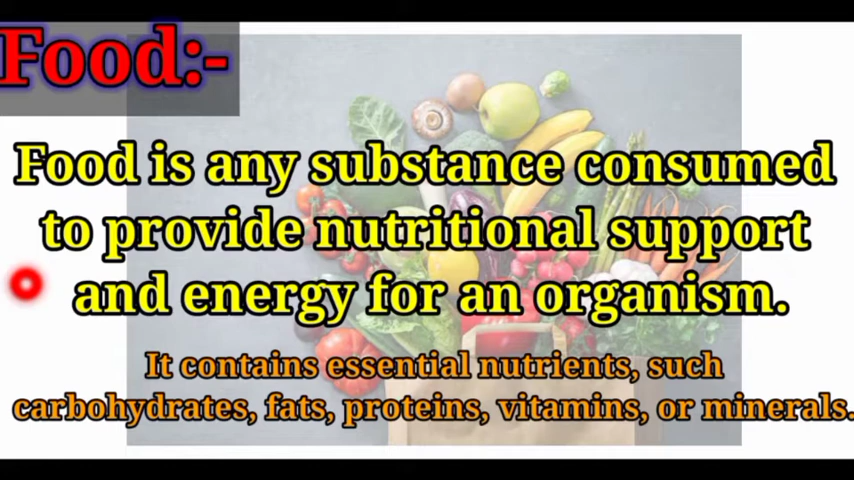 Food:-
Food is any substance consumed
to provide nutritional support
and energy for an organism.
It contains essential nutrients, such
carbohydrates, fats, proteins, vitamins, or minerals.